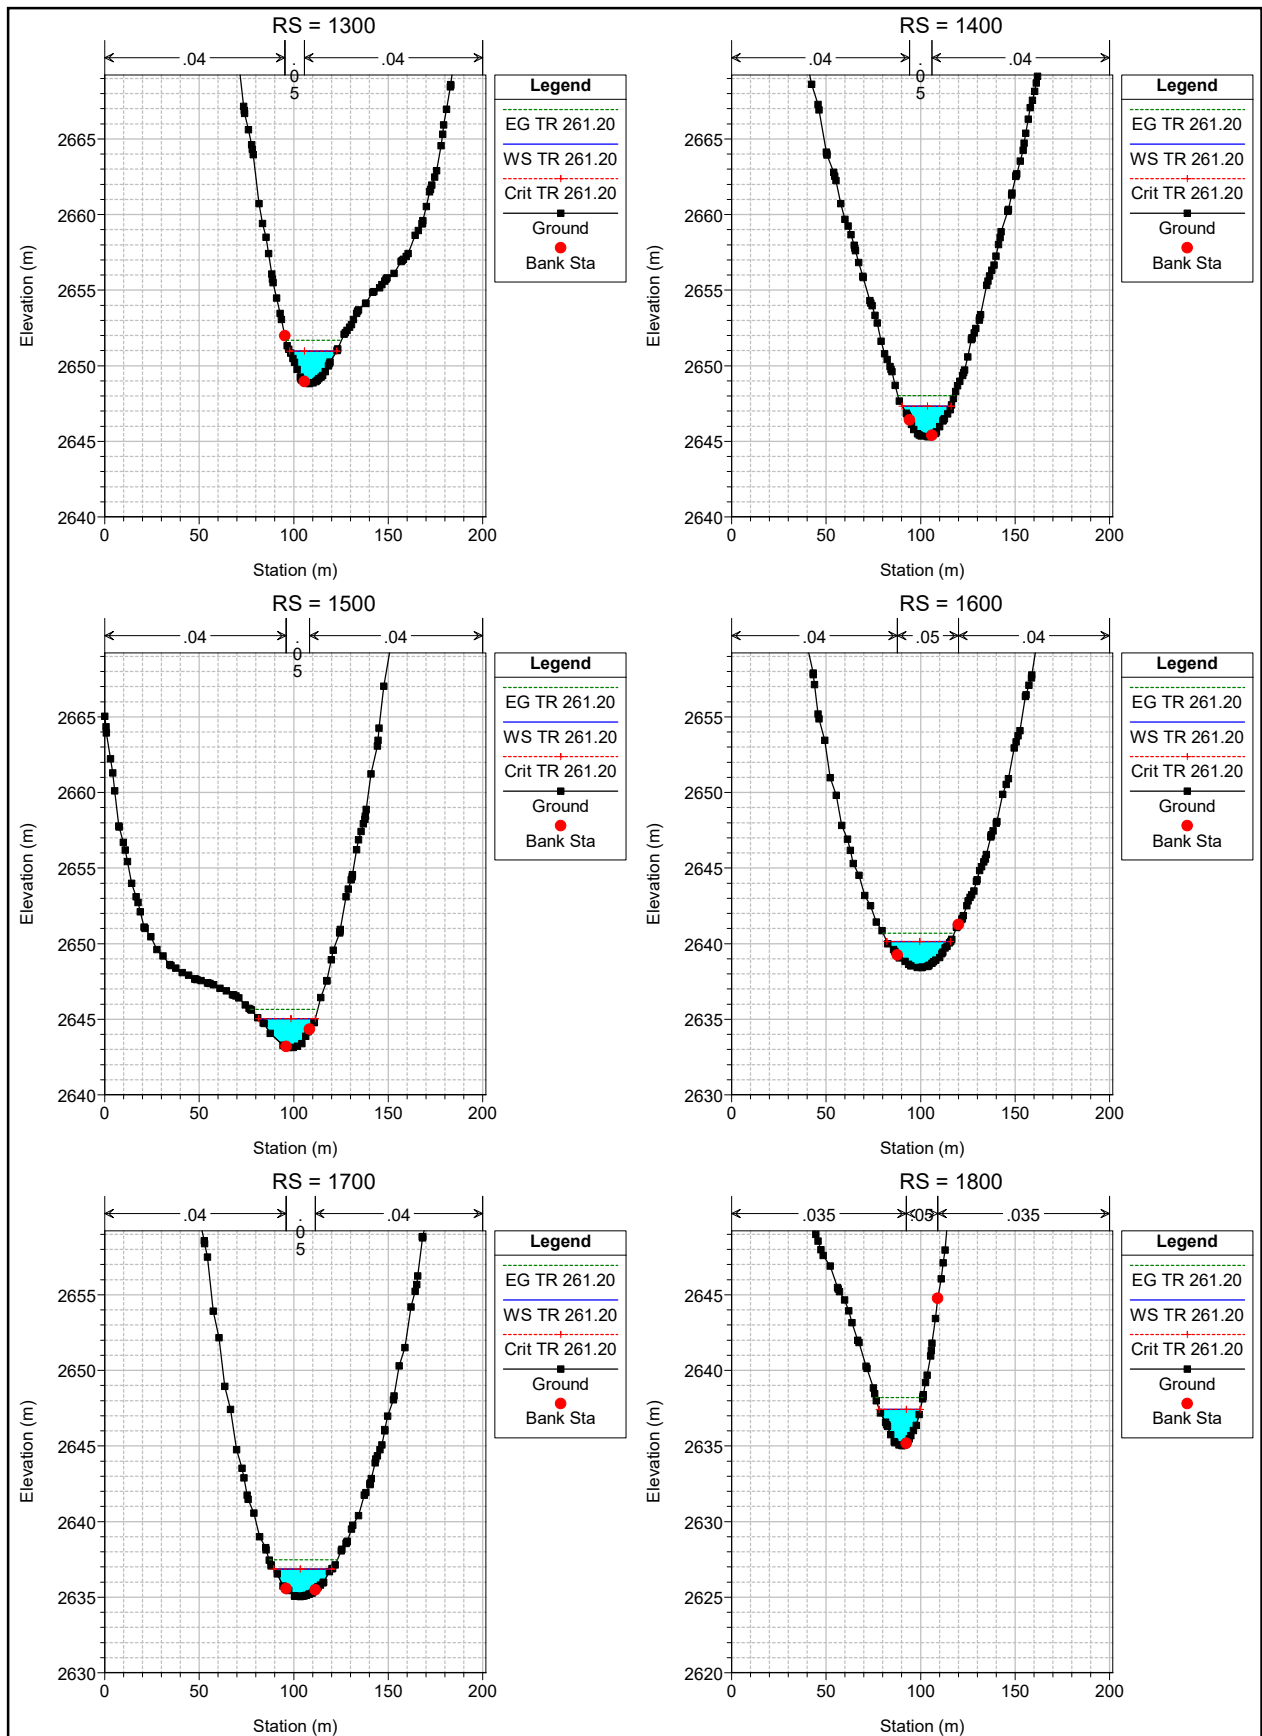 RS = 1300
.04
.05
.04
Legend
EG TR 261.20
WS TR 261.20
Crit TR 261.20
Ground
Bank Sta
Elevation (m)
2665
2660
2655
2650
2645
2640
0 50 100 150 200
Station (m)
RS = 1400
.04
.05
.04
Legend
EG TR 261.20
WS TR 261.20
Crit TR 261.20
Ground
Bank Sta
Elevation (m)
2665
2660
2655
2650
2645
2640
0 50 100 150 200
Station (m)
RS = 1500
.04
.05
.04
Legend
EG TR 261.20
WS TR 261.20
Crit TR 261.20
Ground
Bank Sta
Elevation (m)
2665
2660
2655
2650
2645
2640
0 50 100 150 200
Station (m)
RS = 1600
.04
.05
.04
Legend
EG TR 261.20
WS TR 261.20
Crit TR 261.20
Ground
Bank Sta
Elevation (m)
2655
2650
2645
2640
2635
2630
0 50 100 150 200
Station (m)
RS = 1700
.04
.05
.04
Legend
EG TR 261.20
WS TR 261.20
Crit TR 261.20
Ground
Bank Sta
Elevation (m)
2655
2650
2645
2640
2635
2630
0 50 100 150 200
Station (m)
RS = 1800
.035
.05
.035
Legend
EG TR 261.20
WS TR 261.20
Crit TR 261.20
Ground
Bank Sta
Elevation (m)
2645
2640
2635
2630
2625
2620
0 50 100 150 200
Station (m)